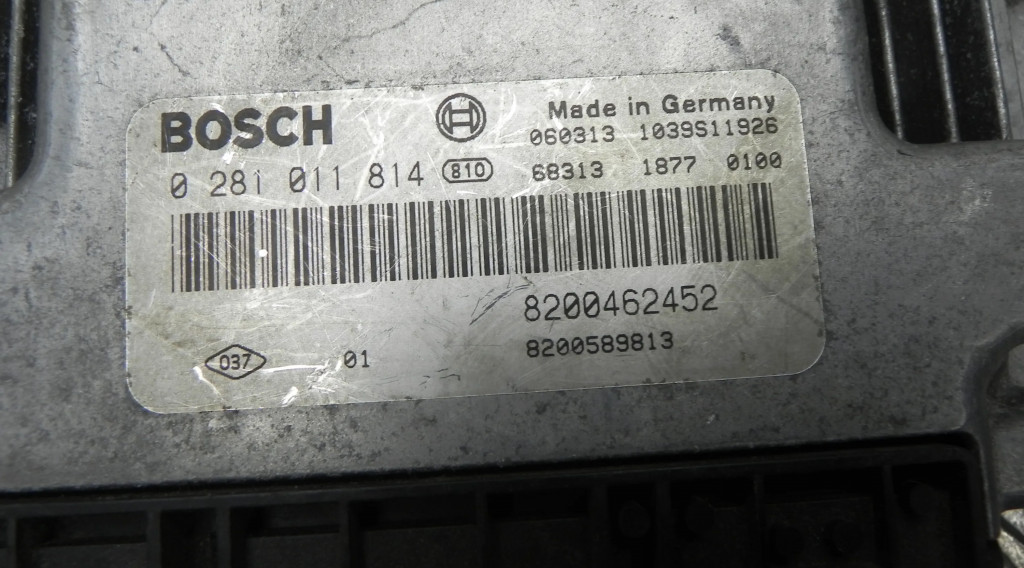 BOSCH
Made in Germany
060313 1039S11926
0 281 011 814 810
68313 1877 0100
8200462452
8200589813
037 01